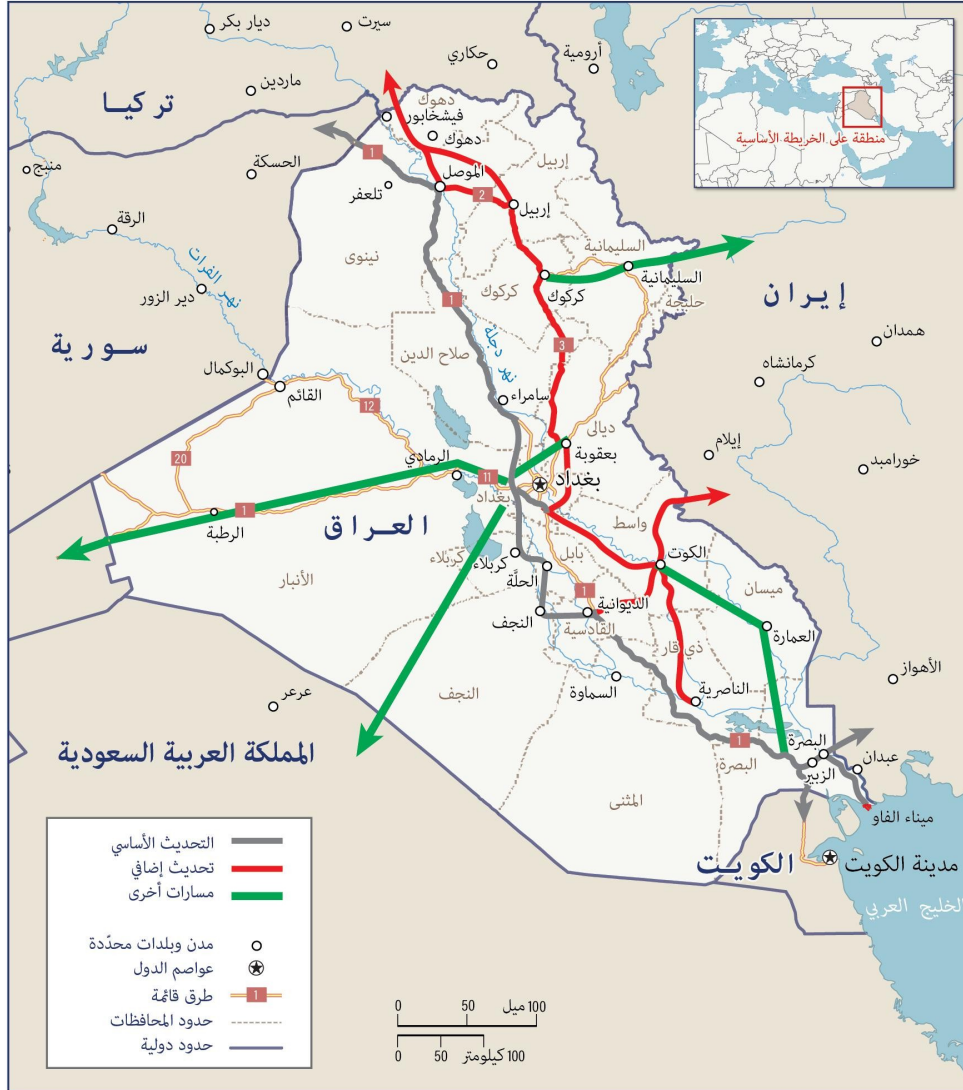 ديار بكر
سيرت
حكاري
أرومية
ماردين
تركيا
منطقة على الخريطة الأساسية
فيشخابور
دهوك
دهوك
1
الموصل
2
إربيل
إربيل
تلعفر
الحسكة
منبج
الرقة
نهر الفرات
دير الزور
سورية
البوكمال
القائم
نينوى
1
كركوك
كركوك
السليمانية
السليمانية
حلبجة
إيران
همدان
كرمانشاه
إيلام
خورامبد
3
صلاح الدين
نهر دجلة
سامراء
ديالى
بعقوبة
بغداد
بغداد
12
20
11
الرمادي
1
الرطبة
العراق
الأنبار
كربلاء
كربلاء
بابل
الحلَّة
واسط
الكوت
ميسان
1
الديوانية
القادسية
النجف
النجف
ذي قار
العمارة
الأهواز
السماوة
الناصرية
عرعر
المملكة العربية السعودية
1
البصرة
البصرة
الزبير
عبدان
المثنى
ميناء الفاو
الكويت
مدينة الكويت
الخليج العربي
التحديث الأساسي
تحديث إضافي
مسارات أخرى
مدن وبلدات محدّدة
عواصم الدول
طرق قائمة
1
حدود المحافظات
حدود دولية
0 50 100 ميل
0 50 100 كيلومتر